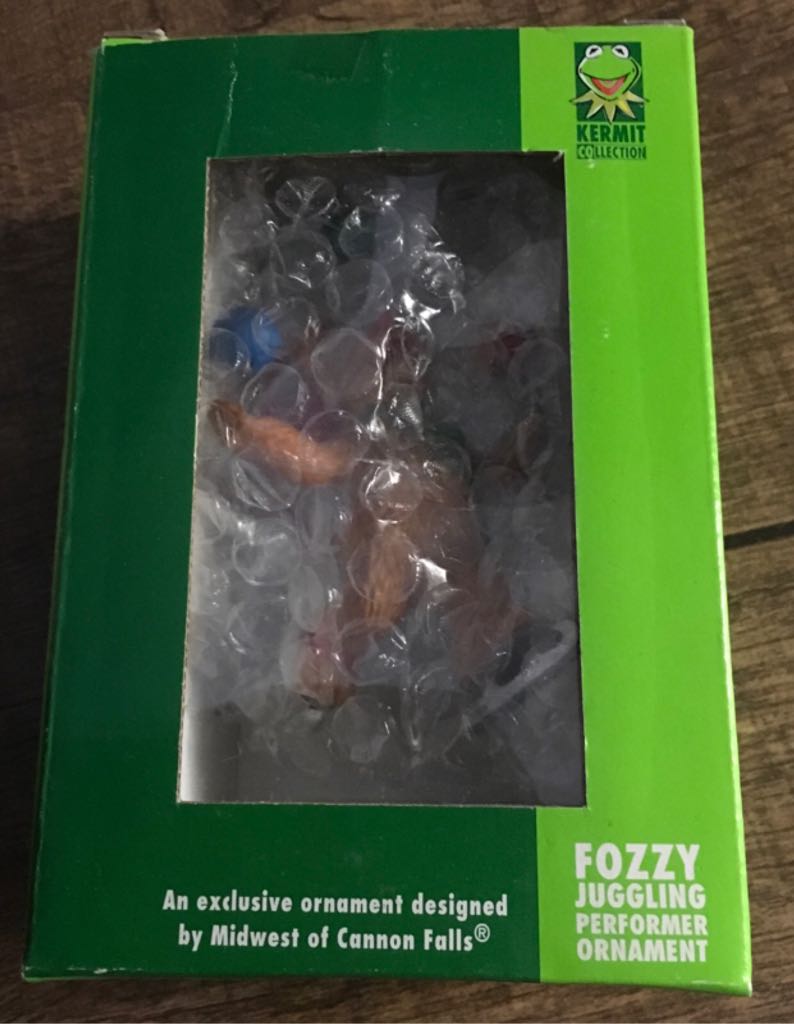 KERMIT
COLLECTION
An exclusive ornament designed
by Midwest of Cannon Falls®
FOZZY
JUGGLING
PERFORMER
ORNAMENT